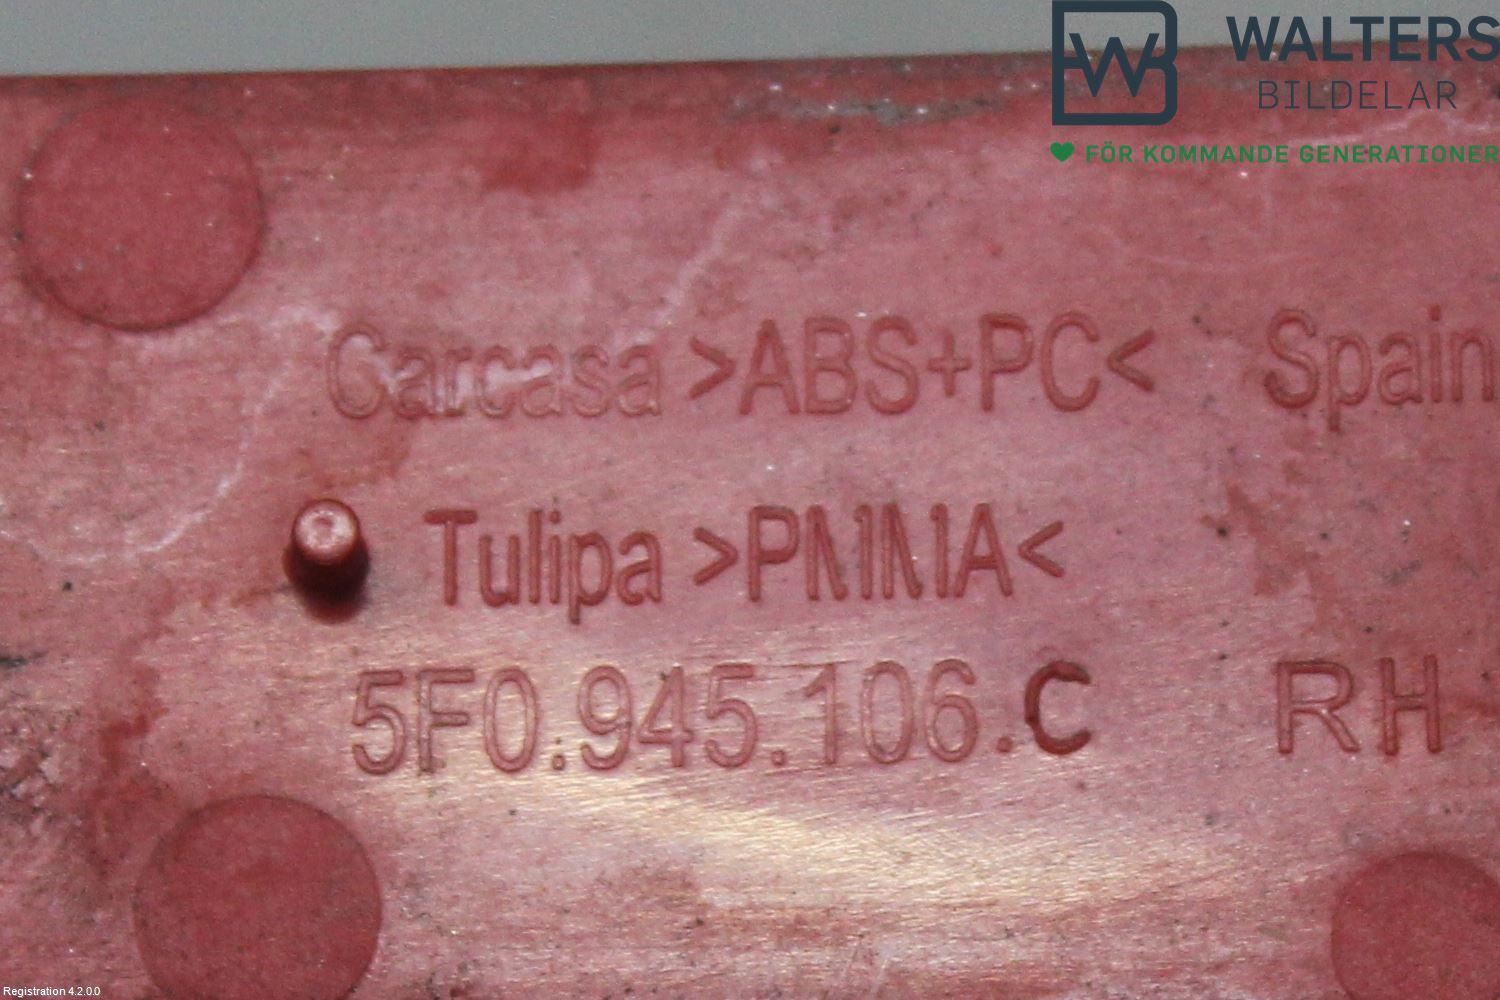 WALTERS
BILDELAR
FÖR KOMMANDE GENERATIONER
Carcasa >ABS+PC< Spain
Tulipa >PMMA<
5F0.945.106.C RH
Registration 4.2.0.0